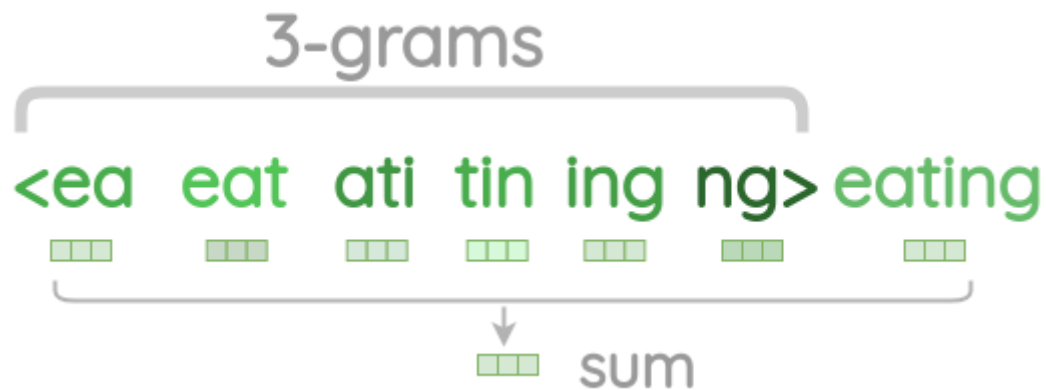 3-grams
<ea eat ati tin ing ng> eating
sum